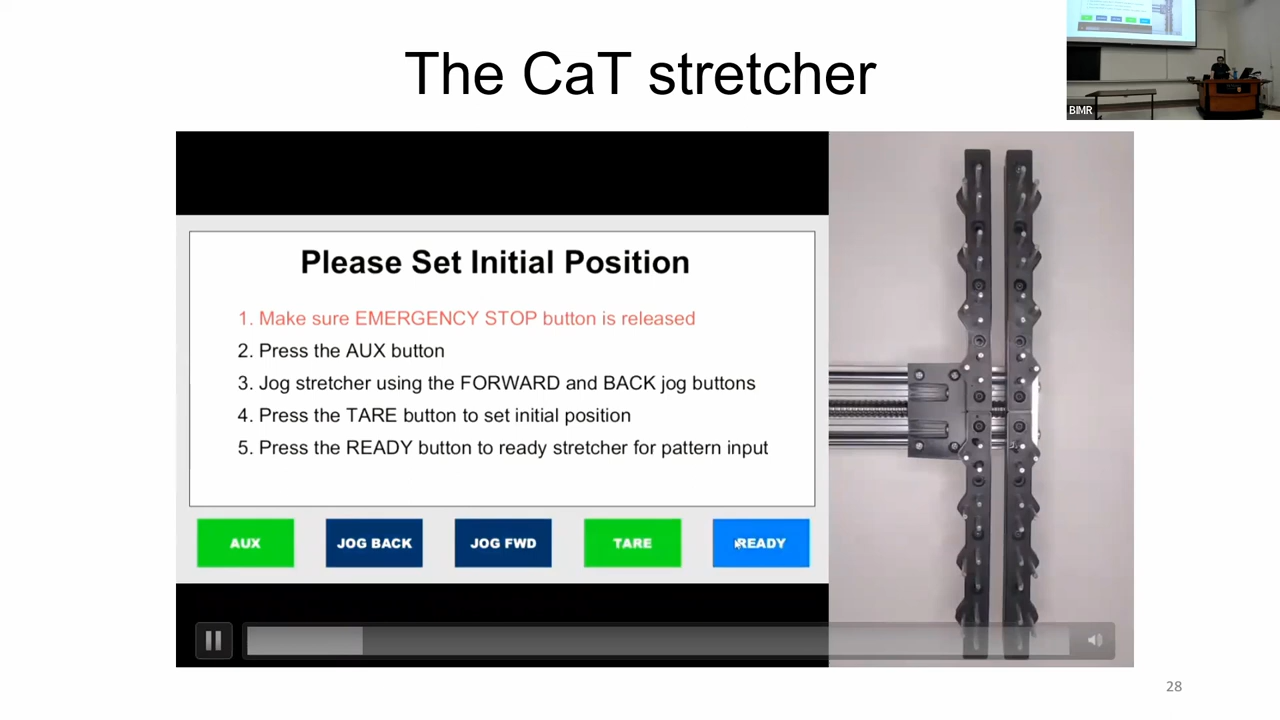 The CaT stretcher
BIMR
Please Set Initial Position
1. Make sure EMERGENCY STOP button is released
2. Press the AUX button
3. Jog stretcher using the FORWARD and BACK jog buttons
4. Press the TARE button to set initial position
5. Press the READY button to ready stretcher for pattern input
AUX
JOG BACK
JOG FWD
TARE
READY
28